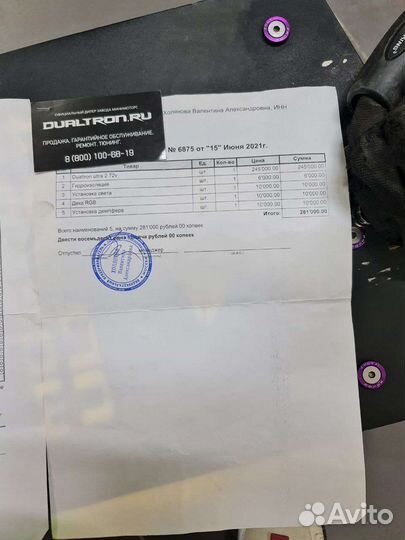 ОФИЦИАЛЬНЫЙ ДИЛЕР ЗАВОДА МИНИМОТОРС
DUALTRON.RU
ПРОДАЖА. ГАРАНТИЙНОЕ ОБСЛУЖИВАНИЕ.
РЕМОНТ. ТЮНИНГ.
8 (800) 100-68-19
Валентина Александровна, ИНН
№ 6875 от "15" Июня 2021г.
Товар Ед. Кол-во Цена Сумма
1 Dualtron ultra 2 72v шт. 1 245'000.00 245'000.00
2 Гидроизоляция шт. 1 6'000.00 6'000.00
3 Установка света шт. 1 10'000.00 10'000.00
4 Дека RGB шт. 1 10'000.00 10'000.00
5 Установка демпфера шт. 1 10'000.00 10'000.00
Итого: 281'000.00
Всего наименований 5, на сумму 281'000 рублей 00 копеек
Двести восемьдесят одна тысяча рублей 00 копеек
Отпустил менеджер
Avito